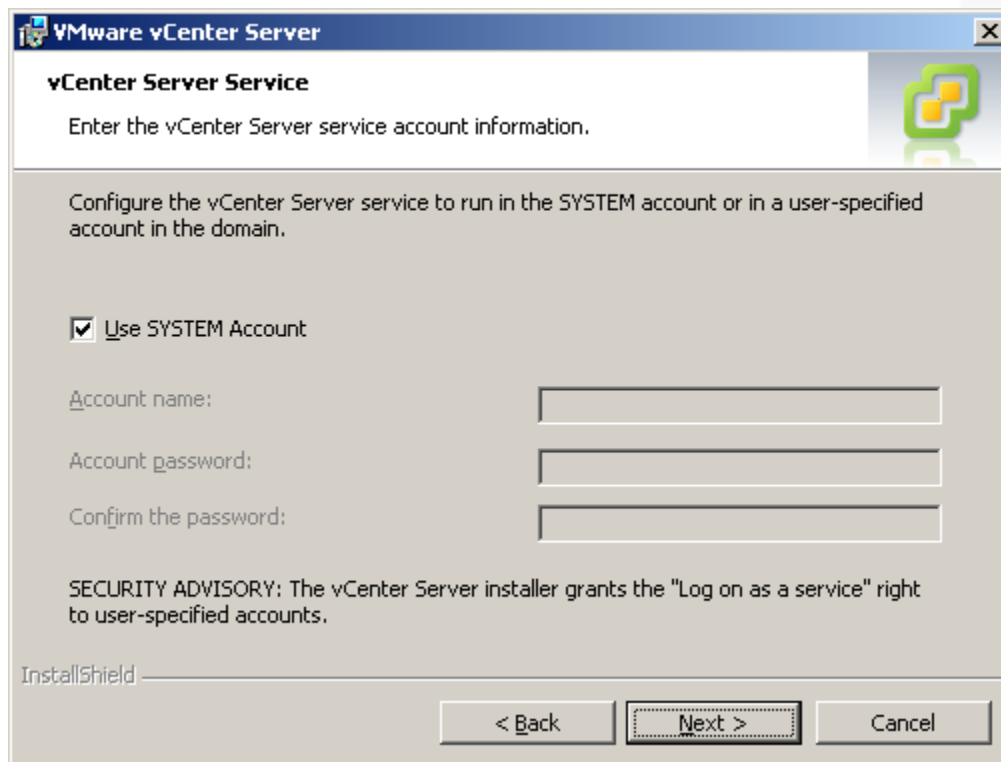 VMware vCenter Server
vCenter Server Service
Enter the vCenter Server service account information.
Configure the vCenter Server service to run in the SYSTEM account or in a user-specified
account in the domain.
Use SYSTEM Account
Account name:
Account password:
Confirm the password:
SECURITY ADVISORY: The vCenter Server installer grants the "Log on as a service" right
to user-specified accounts.
InstallShield
< Back
Next >
Cancel